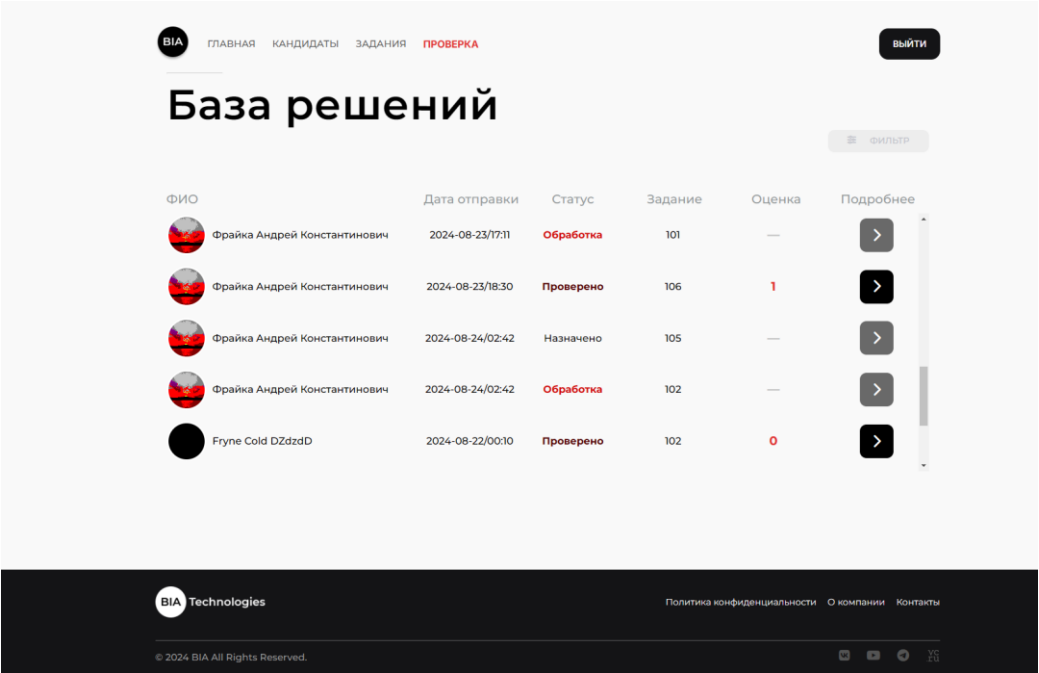 BIA ГЛАВНАЯ КАНДИДАТЫ ЗАДАНИЯ ПРОВЕРКА ВЫЙТИ
База решений
ФИЛЬТР
ФИО Дата отправки Статус Задание Оценка Подробнее
Фрайка Андрей Константинович 2024-08-23/17:11 Обработка 101 —
Фрайка Андрей Константинович 2024-08-23/18:30 Проверено 106 1
Фрайка Андрей Константинович 2024-08-24/02:42 Назначено 105 —
Фрайка Андрей Константинович 2024-08-24/02:42 Обработка 102 —
Fryne Cold DZdzdD 2024-08-22/00:10 Проверено 102 0
BIA Technologies Политика конфиденциальности О компании Контакты
© 2024 BIA All Rights Reserved.
vc
ru